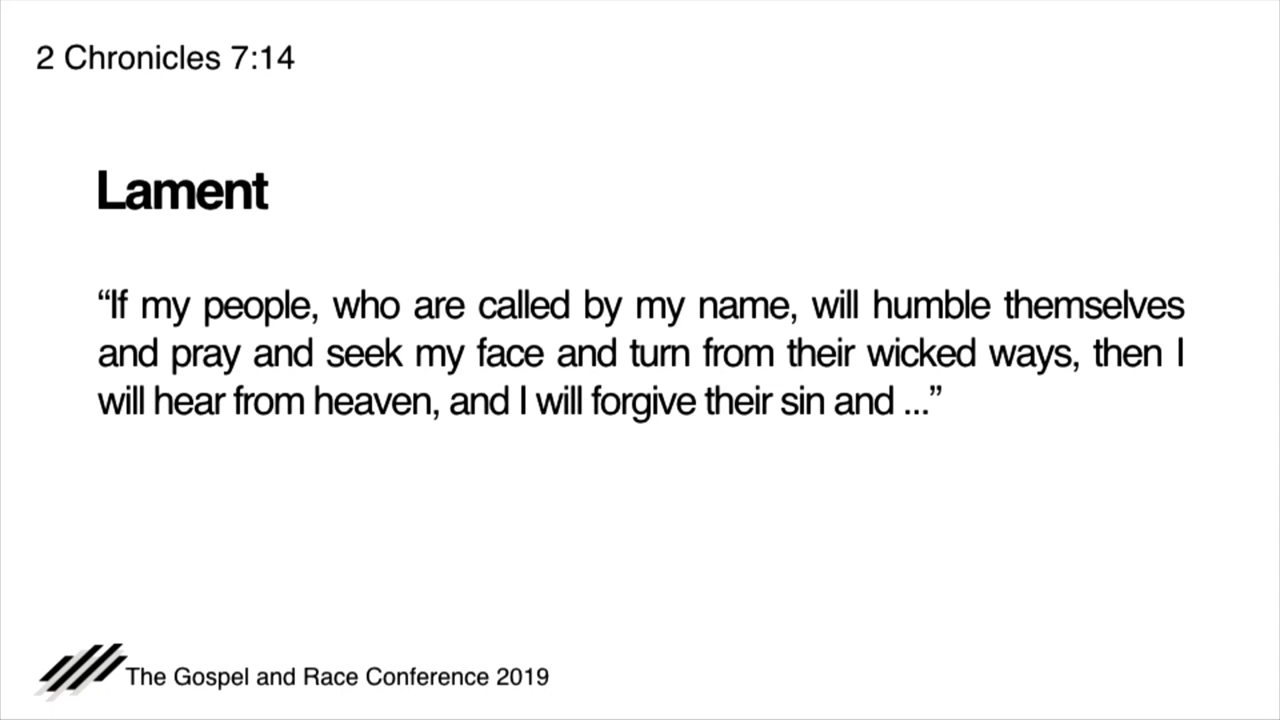 2 Chronicles 7:14
Lament
“If my people, who are called by my name, will humble themselves
and pray and seek my face and turn from their wicked ways, then I
will hear from heaven, and I will forgive their sin and ...”
The Gospel and Race Conference 2019